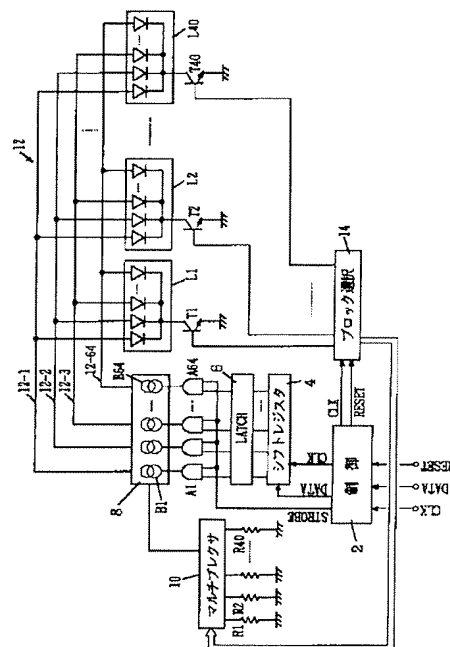 12
12-1
12-2
12-3
12-64
L1
L2
L40
T1
T2
T40
8
B1
B64
A1
A64
LATCH
6
シフトレジスタ
4
10
マルチプレクサ
R1
R2
R40
STROBE
DATA
CLK
制御
2
CLK
RESET
ブロック選択
14
CLK
DATA
RESET